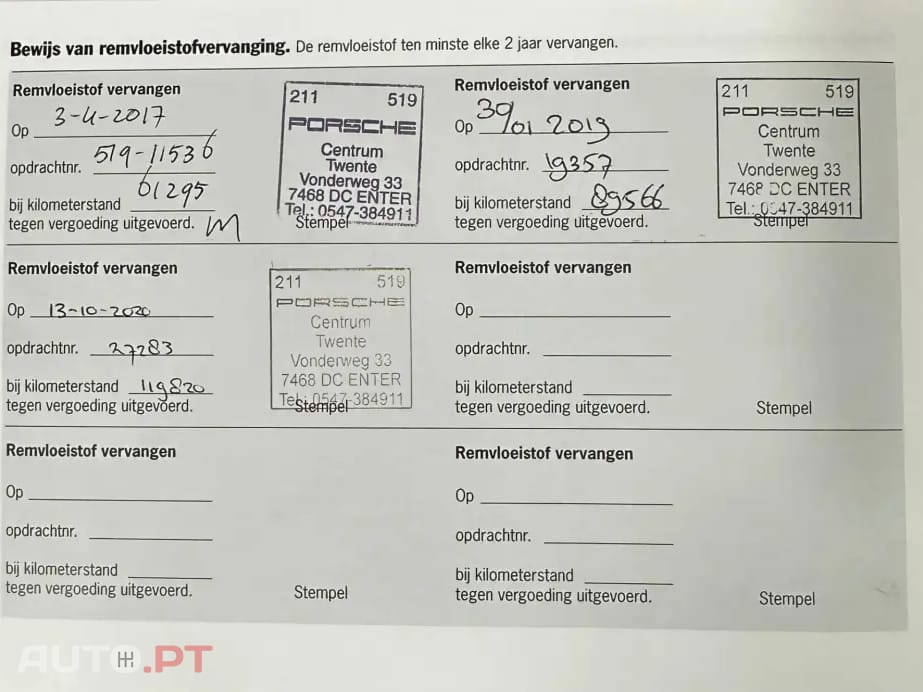 Bewijs van remvloeistofvervanging. De remvloeistof ten minste elke 2 jaar vervangen.
Remvloeistof vervangen
Op 3-4-2017
opdrachtnr. 519-11536
bij kilometerstand 61295
tegen vergoeding uitgevoerd.
211 519
PORSCHE
Centrum
Twente
Vonderweg 33
7468 DC ENTER
Tel.: 0547-384911
Stempel
Remvloeistof vervangen
Op 30/01 2019
opdrachtnr. 19357
bij kilometerstand 89566
tegen vergoeding uitgevoerd.
211 519
PORSCHE
Centrum
Twente
Vonderweg 33
7468 DC ENTER
Tel.: 0547-384911
Stempel
Remvloeistof vervangen
Op 13-10-2020
opdrachtnr. 27283
bij kilometerstand 119820
tegen vergoeding uitgevoerd.
211 519
PORSCHE
Centrum
Twente
Vonderweg 33
7468 DC ENTER
Tel.: 0547-384911
Stempel
Remvloeistof vervangen
Op
opdrachtnr.
bij kilometerstand
tegen vergoeding uitgevoerd.
Stempel
Remvloeistof vervangen
Op
opdrachtnr.
bij kilometerstand
tegen vergoeding uitgevoerd.
Stempel
Remvloeistof vervangen
Op
opdrachtnr.
bij kilometerstand
tegen vergoeding uitgevoerd.
Stempel
AUTO.PT